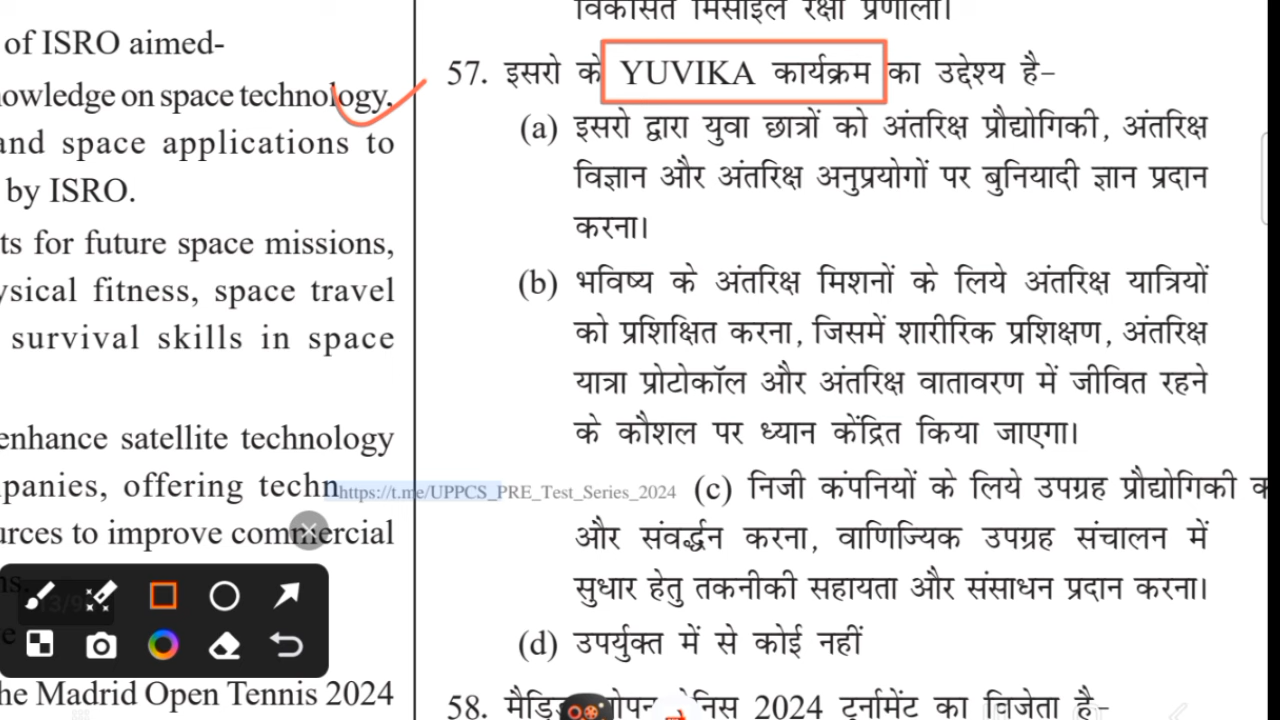 of ISRO aimed-
nowledge on space technology,
and space applications to
by ISRO.
ts for future space missions,
ysical fitness, space travel
survival skills in space
enhance satellite technology
panies, offering techn
urces to improve commercial
he Madrid Open Tennis 2024
विकसित मिसाइल रक्षा प्रणाली।
57. इसरो के YUVIKA कार्यक्रम का उद्देश्य है-
(a) इसरो द्वारा युवा छात्रों को अंतरिक्ष प्रौद्योगिकी, अंतरिक्ष
विज्ञान और अंतरिक्ष अनुप्रयोगों पर बुनियादी ज्ञान प्रदान
करना।
(b) भविष्य के अंतरिक्ष मिशनों के लिये अंतरिक्ष यात्रियों
को प्रशिक्षित करना, जिसमें शारीरिक प्रशिक्षण, अंतरिक्ष
यात्रा प्रोटोकॉल और अंतरिक्ष वातावरण में जीवित रहने
के कौशल पर ध्यान केंद्रित किया जाएगा।
https://t.me/UPPCS_PRE_Test_Series_2024 (c) निजी कंपनियों के लिये उपग्रह प्रौद्योगिकी
और संवर्द्धन करना, वाणिज्यिक उपग्रह संचालन में
सुधार हेतु तकनीकी सहायता और संसाधन प्रदान करना।
(d) उपर्युक्त में से कोई नहीं
58. 2024 टूर्नामेंट का विजेता है-